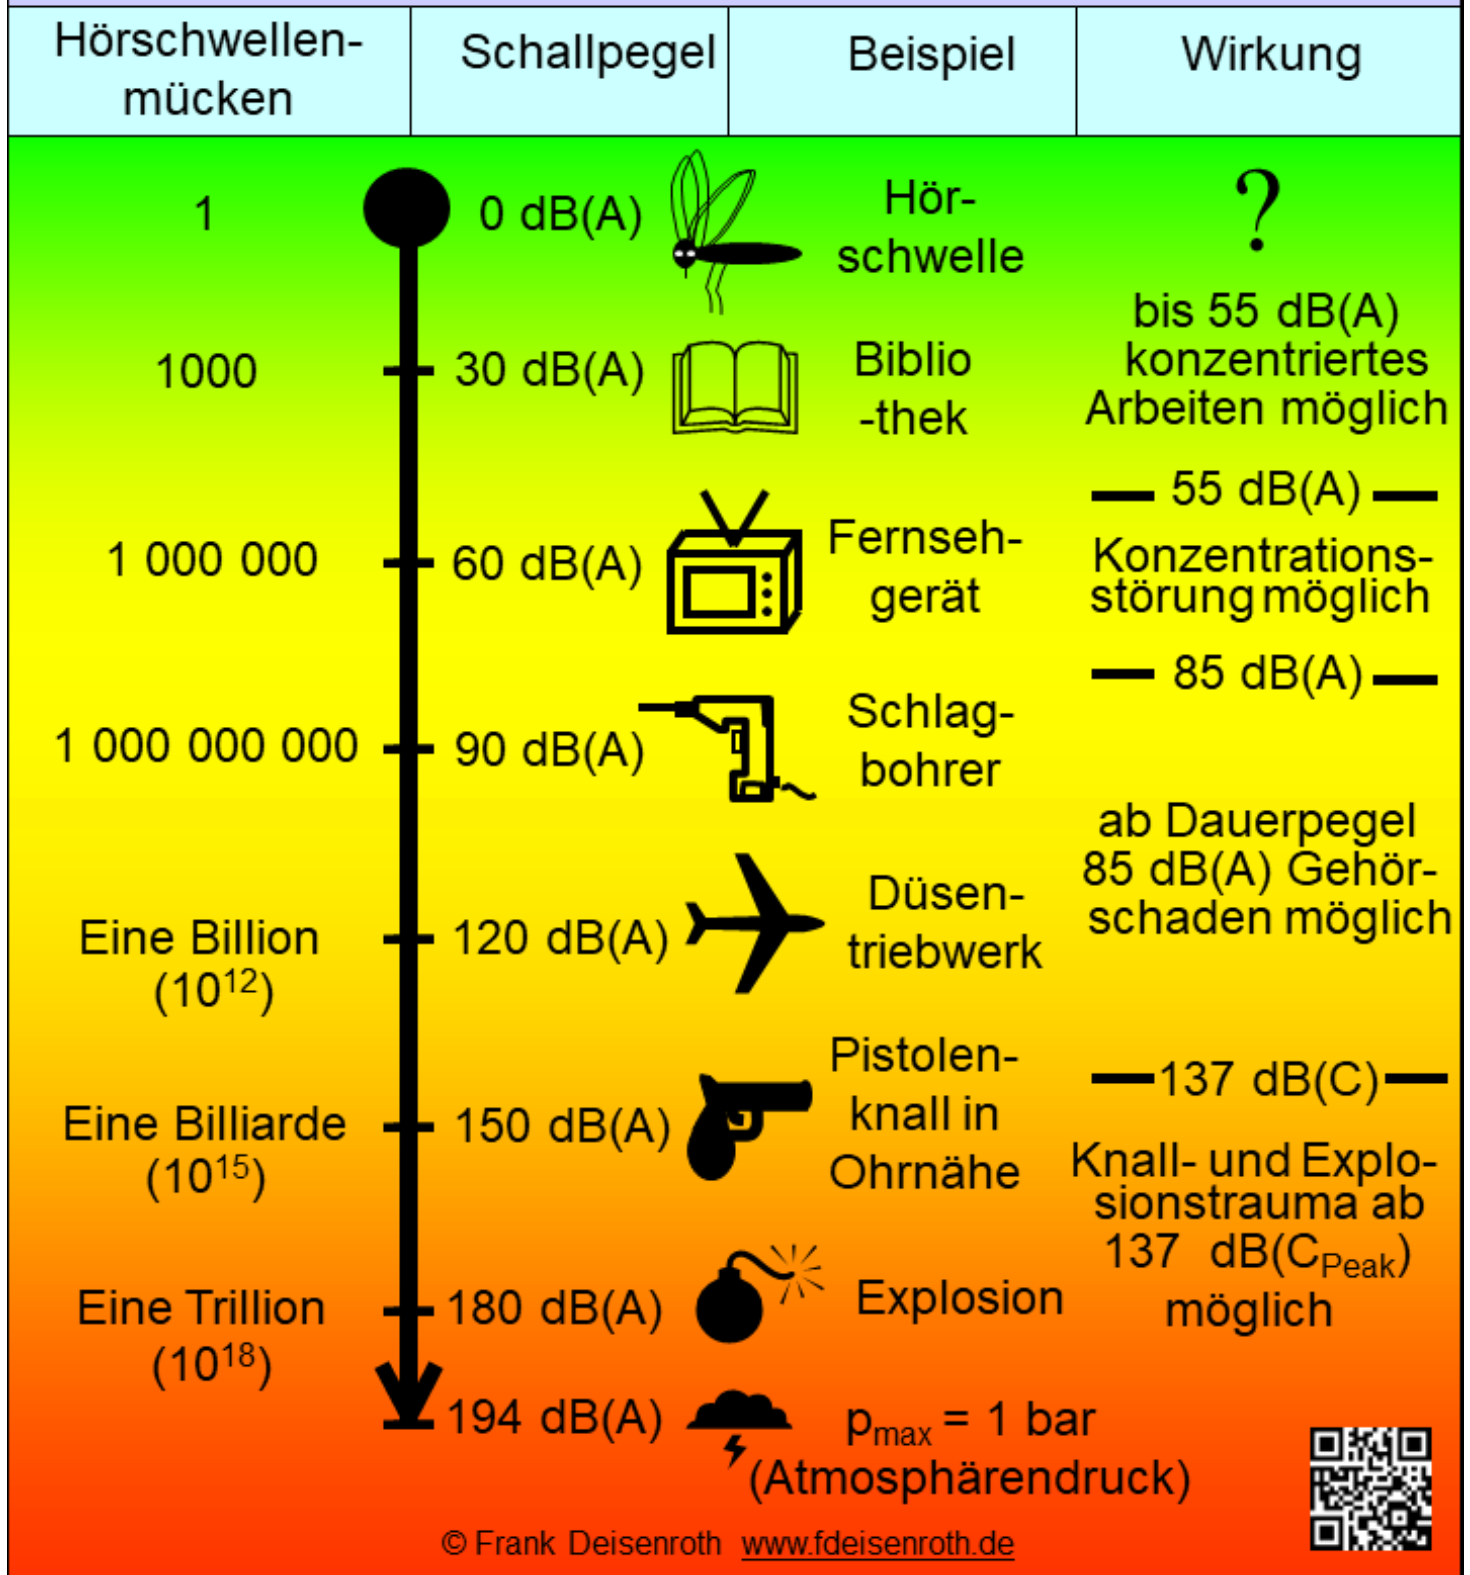 Hörschwellen-
mücken
Schallpegel
Beispiel
Wirkung
1
0 dB(A)
Hör-
schwelle
?
1000
30 dB(A)
Biblio
-thek
bis 55 dB(A)
konzentriertes
Arbeiten möglich
55 dB(A)
1 000 000
60 dB(A)
Fernseh-
gerät
Konzentrations-
störung möglich
85 dB(A)
1 000 000 000
90 dB(A)
Schlag-
bohrer
ab Dauerpegel
85 dB(A) Gehör-
schaden möglich
Eine Billion
(10¹²)
120 dB(A)
Düsen-
triebwerk
137 dB(C)
Eine Billiarde
(10¹⁵)
150 dB(A)
Pistolen-
knall in
Ohrnähe
Knall- und Explo-
sionstrauma ab
137 dB(CPeak)
möglich
Eine Trillion
(10¹⁸)
180 dB(A)
Explosion
194 dB(A)
pmax = 1 bar
(Atmosphärendruck)
© Frank Deisenroth www.fdeisenroth.de